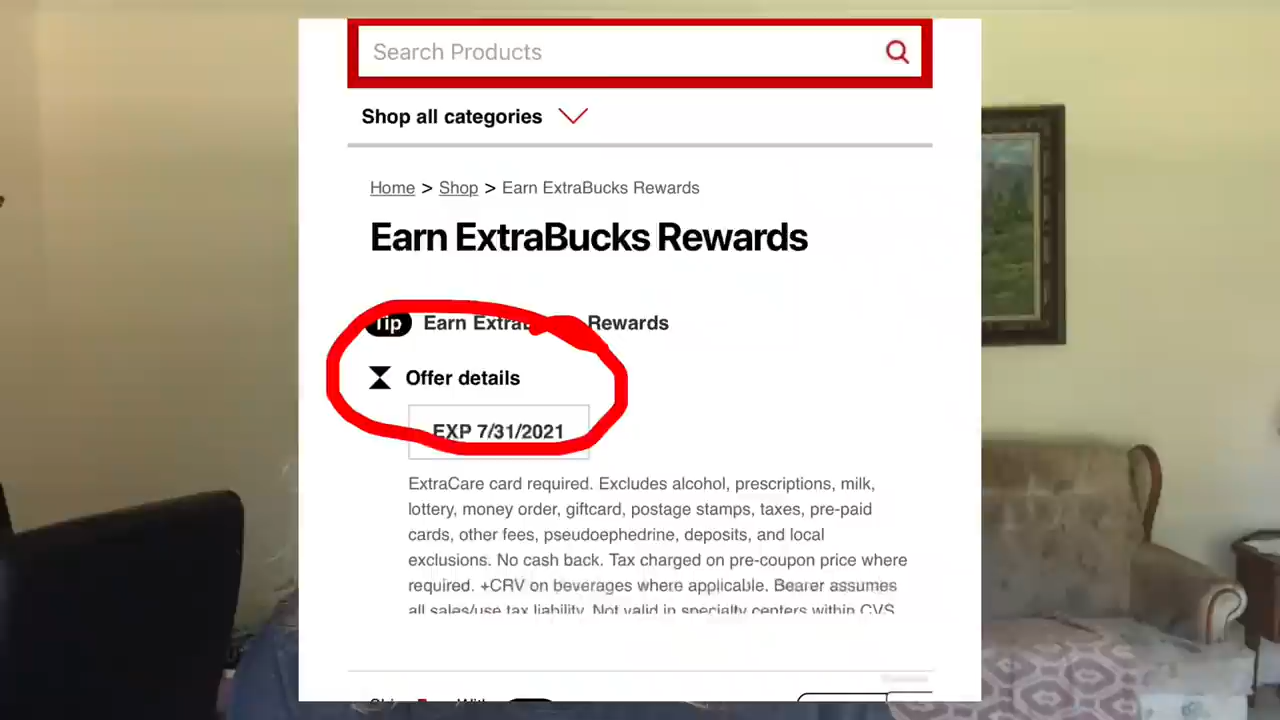 Search Products
Shop all categories
Home > Shop > Earn ExtraBucks Rewards
Earn ExtraBucks Rewards
Tip Earn Rewards
Offer details
EXP 7/31/2021
ExtraCare card required. Excludes alcohol, prescriptions, milk,
lottery, money order, giftcard, postage stamps, taxes, pre-paid
cards, other fees, pseudoephedrine, deposits, and local
exclusions. No cash back. Tax charged on pre-coupon price where
required. +CRV on beverages where applicable. Bearer assumes
all sales/use tax liability. Not valid in specialty centers within CVS